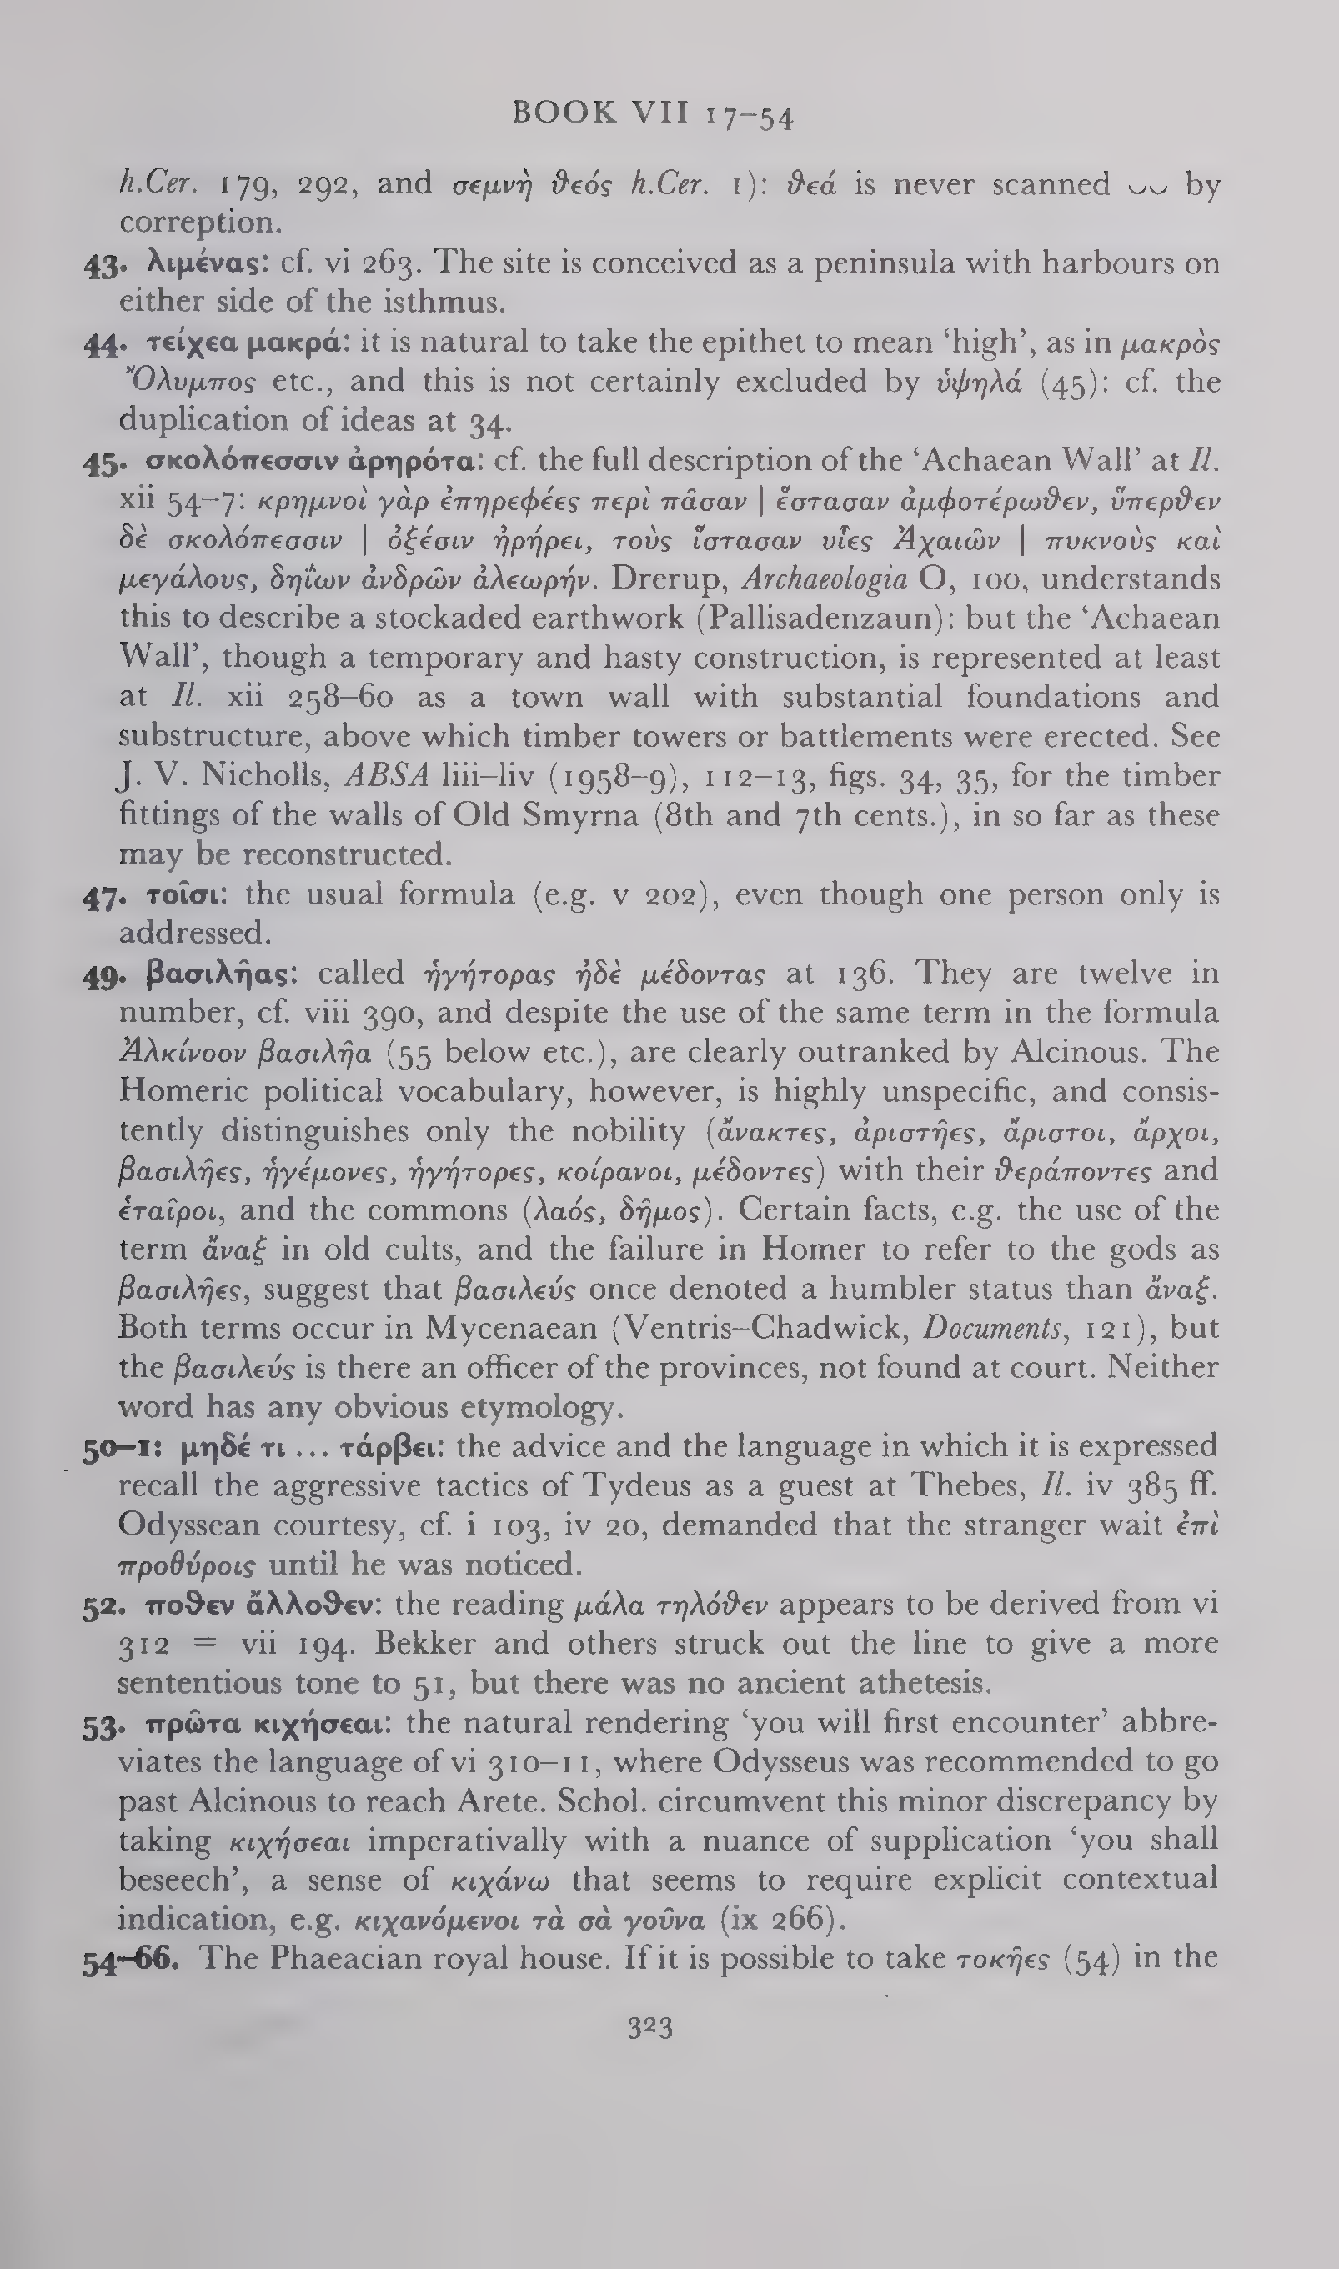 BOOK VII 17–54
h.Cer. 179, 292, and σεμνὴ ϑεός h.Cer. 1): ϑεά is never scanned ⏑⏑ by
correption.
43. λιμένας: cf. vi 263. The site is conceived as a peninsula with harbours on
either side of the isthmus.
44. τείχεα μακρά: it is natural to take the epithet to mean ‘high’, as in μακρὸς
Ὄλυμπος etc., and this is not certainly excluded by ὑψηλά (45): cf. the
duplication of ideas at 34.
45. σκολόπεσσιν ἀρηρότα: cf. the full description of the ‘Achaean Wall’ at Il.
xii 54–7: κρημνοὶ γὰρ ἐπηρεφέες περὶ πᾶσαν | ἕστασαν ἀμφοτέρωϑεν, ὕπερϑεν
δὲ σκολόπεσσιν | ὀξέσιν ἠρήρει, τοὺς ἵστασαν υἷες Ἀχαιῶν | πυκνοὺς καὶ
μεγάλους, δηΐων ἀνδρῶν ἀλεωρήν. Drerup, Archaeologia O, 100, understands
this to describe a stockaded earthwork (Pallisadenzaun): but the ‘Achaean
Wall’, though a temporary and hasty construction, is represented at least
at Il. xii 258–60 as a town wall with substantial foundations and
substructure, above which timber towers or battlements were erected. See
J. V. Nicholls, ABSA liii–liv (1958–9), 112–13, figs. 34, 35, for the timber
fittings of the walls of Old Smyrna (8th and 7th cents.), in so far as these
may be reconstructed.
47. τοῖσι: the usual formula (e.g. v 202), even though one person only is
addressed.
49. βασιλῆας: called ἡγήτορας ἠδὲ μέδοντας at 136. They are twelve in
number, cf. viii 390, and despite the use of the same term in the formula
Ἀλκίνοον βασιλῆα (55 below etc.), are clearly outranked by Alcinous. The
Homeric political vocabulary, however, is highly unspecific, and consis-
tently distinguishes only the nobility (ἄνακτες, ἀριστῆες, ἄριστοι, ἄρχοι,
βασιλῆες, ἡγέμονες, ἡγήτορες, κοίρανοι, μέδοντες) with their ϑεράποντες and
ἑταῖροι, and the commons (λαός, δῆμος). Certain facts, e.g. the use of the
term ἄναξ in old cults, and the failure in Homer to refer to the gods as
βασιλῆες, suggest that βασιλεύς once denoted a humbler status than ἄναξ.
Both terms occur in Mycenaean (Ventris–Chadwick, Documents, 121), but
the βασιλεύς is there an officer of the provinces, not found at court. Neither
word has any obvious etymology.
50–1: μηδέ τι ... τάρβει: the advice and the language in which it is expressed
recall the aggressive tactics of Tydeus as a guest at Thebes, Il. iv 385 ff.
Odyssean courtesy, cf. i 103, iv 20, demanded that the stranger wait ἐπὶ
προθύροις until he was noticed.
52. ποϑεν ἄλλοϑεν: the reading μάλα τηλόϑεν appears to be derived from vi
312 = vii 194. Bekker and others struck out the line to give a more
sententious tone to 51, but there was no ancient athetesis.
53. πρῶτα κιχήσεαι: the natural rendering ‘you will first encounter’ abbre-
viates the language of vi 310–11, where Odysseus was recommended to go
past Alcinous to reach Arete. Schol. circumvent this minor discrepancy by
taking κιχήσεαι imperativally with a nuance of supplication ‘you shall
beseech’, a sense of κιχάνω that seems to require explicit contextual
indication, e.g. κιχανόμενοι τὰ σὰ γοῦνα (ix 266).
54–66. The Phaeacian royal house. If it is possible to take τοκῆες (54) in the
323